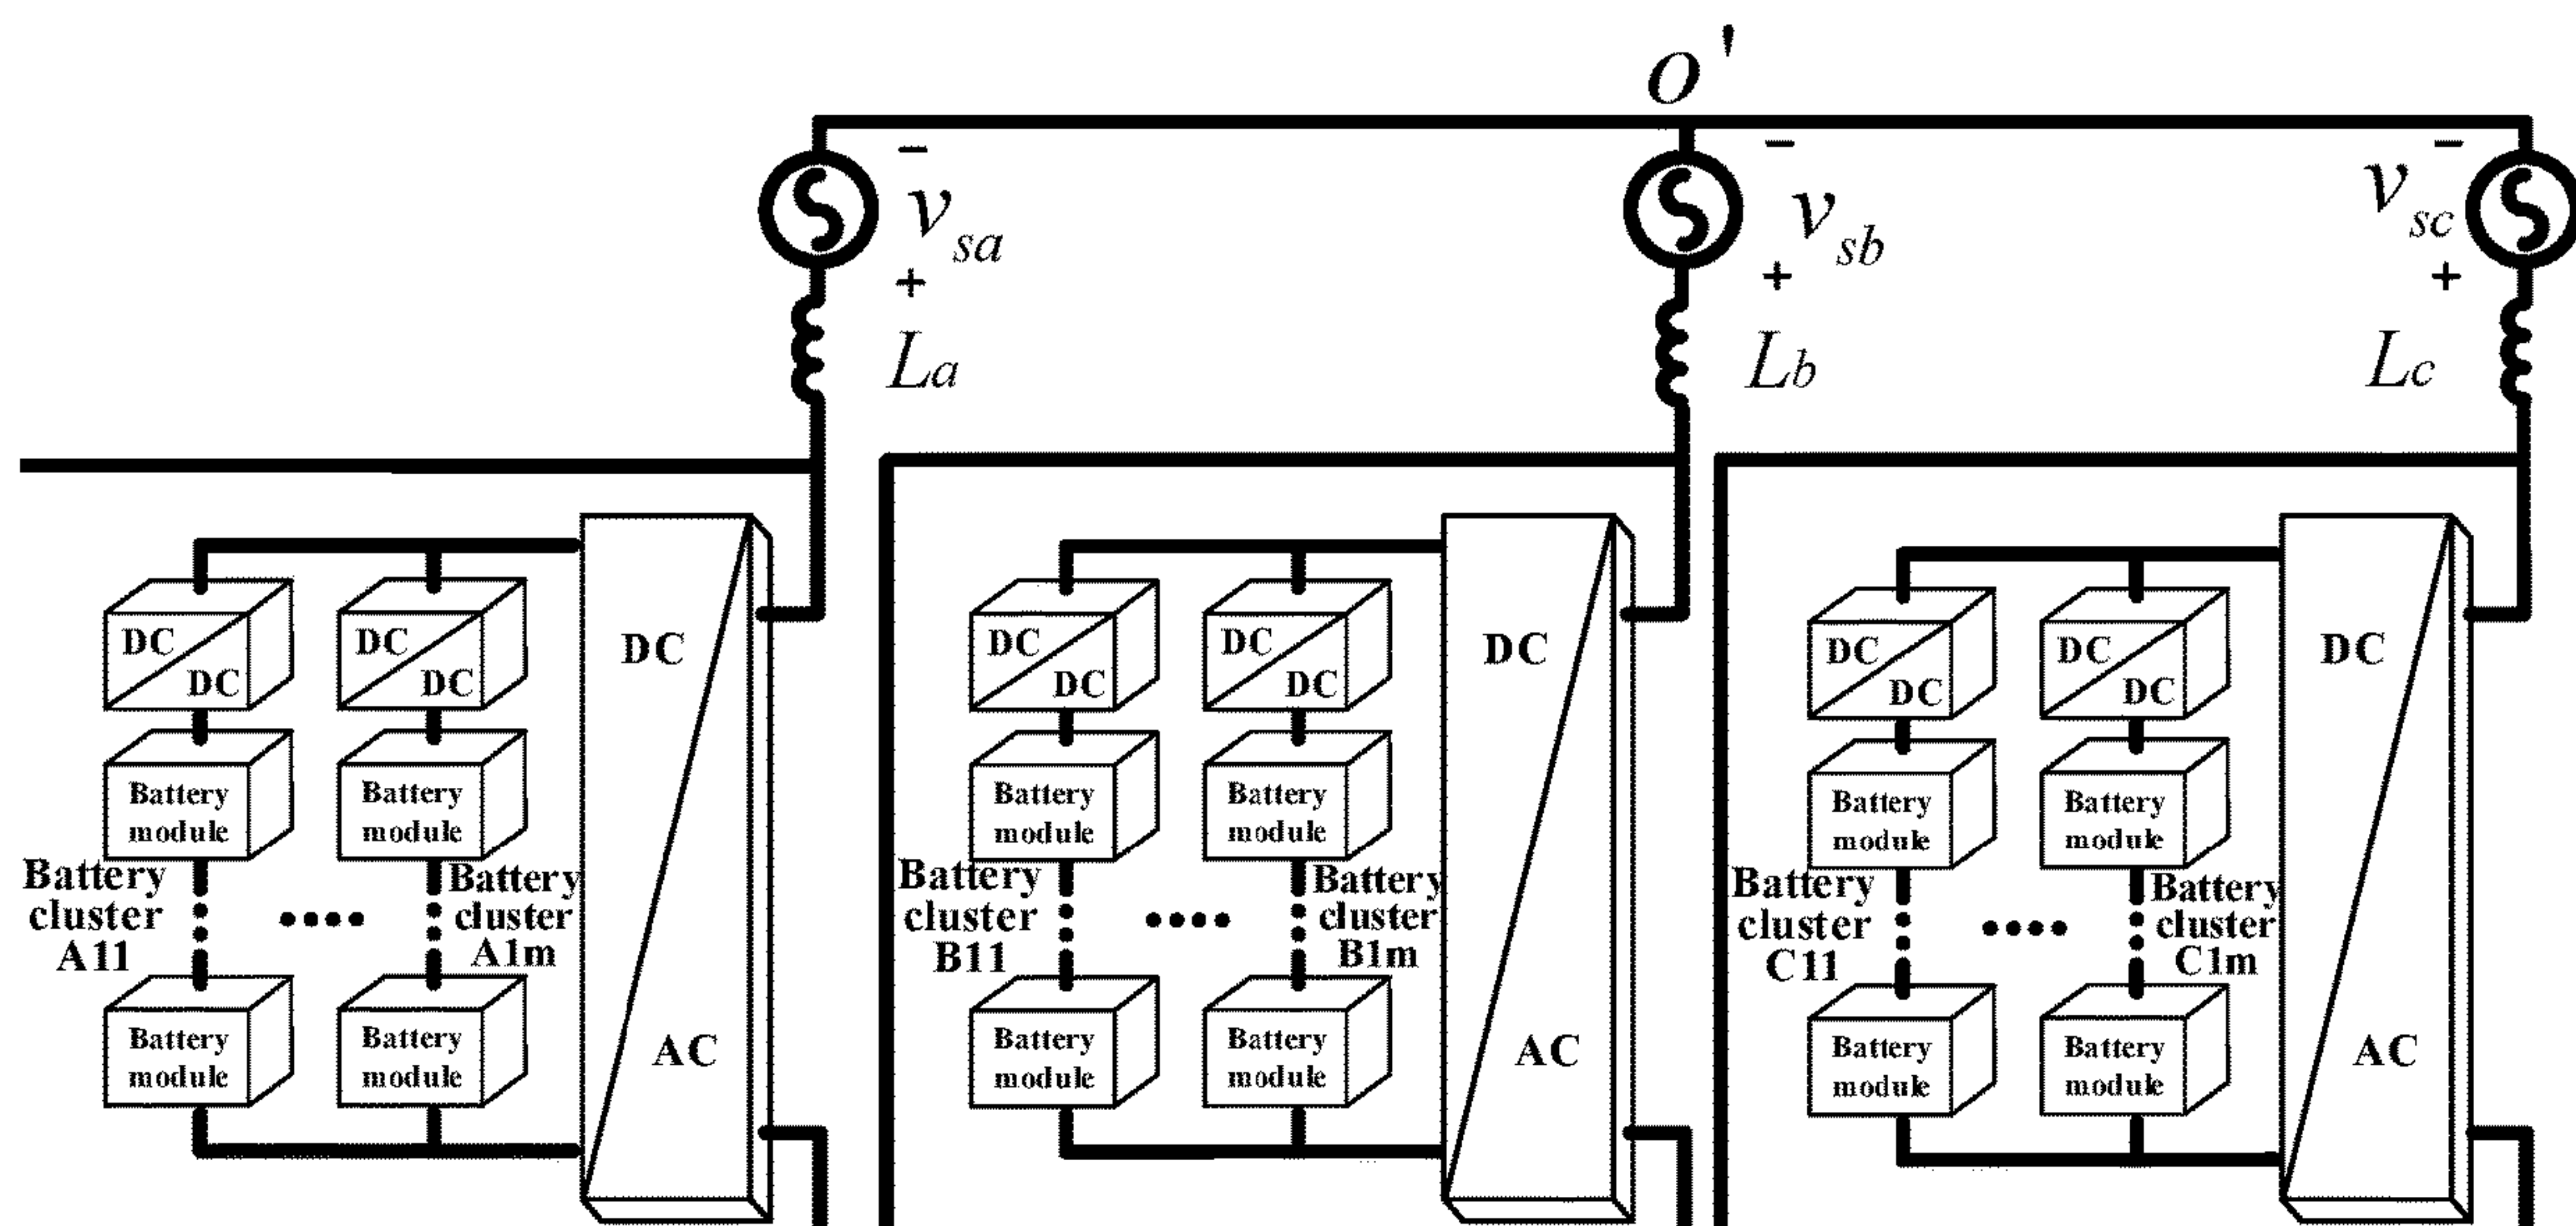 o'
− − −
v_sa v_sb v_sc
+ + +
La Lb Lc
DC DC DC DC DC DC
DC DC DC
DC DC DC DC DC DC
Battery Battery Battery Battery Battery Battery
module module module module module module
Battery Battery Battery Battery Battery Battery
cluster cluster cluster cluster cluster cluster
A11 A1m B11 B1m C11 C1m
Battery Battery Battery Battery Battery Battery
module module module module module module
AC AC AC